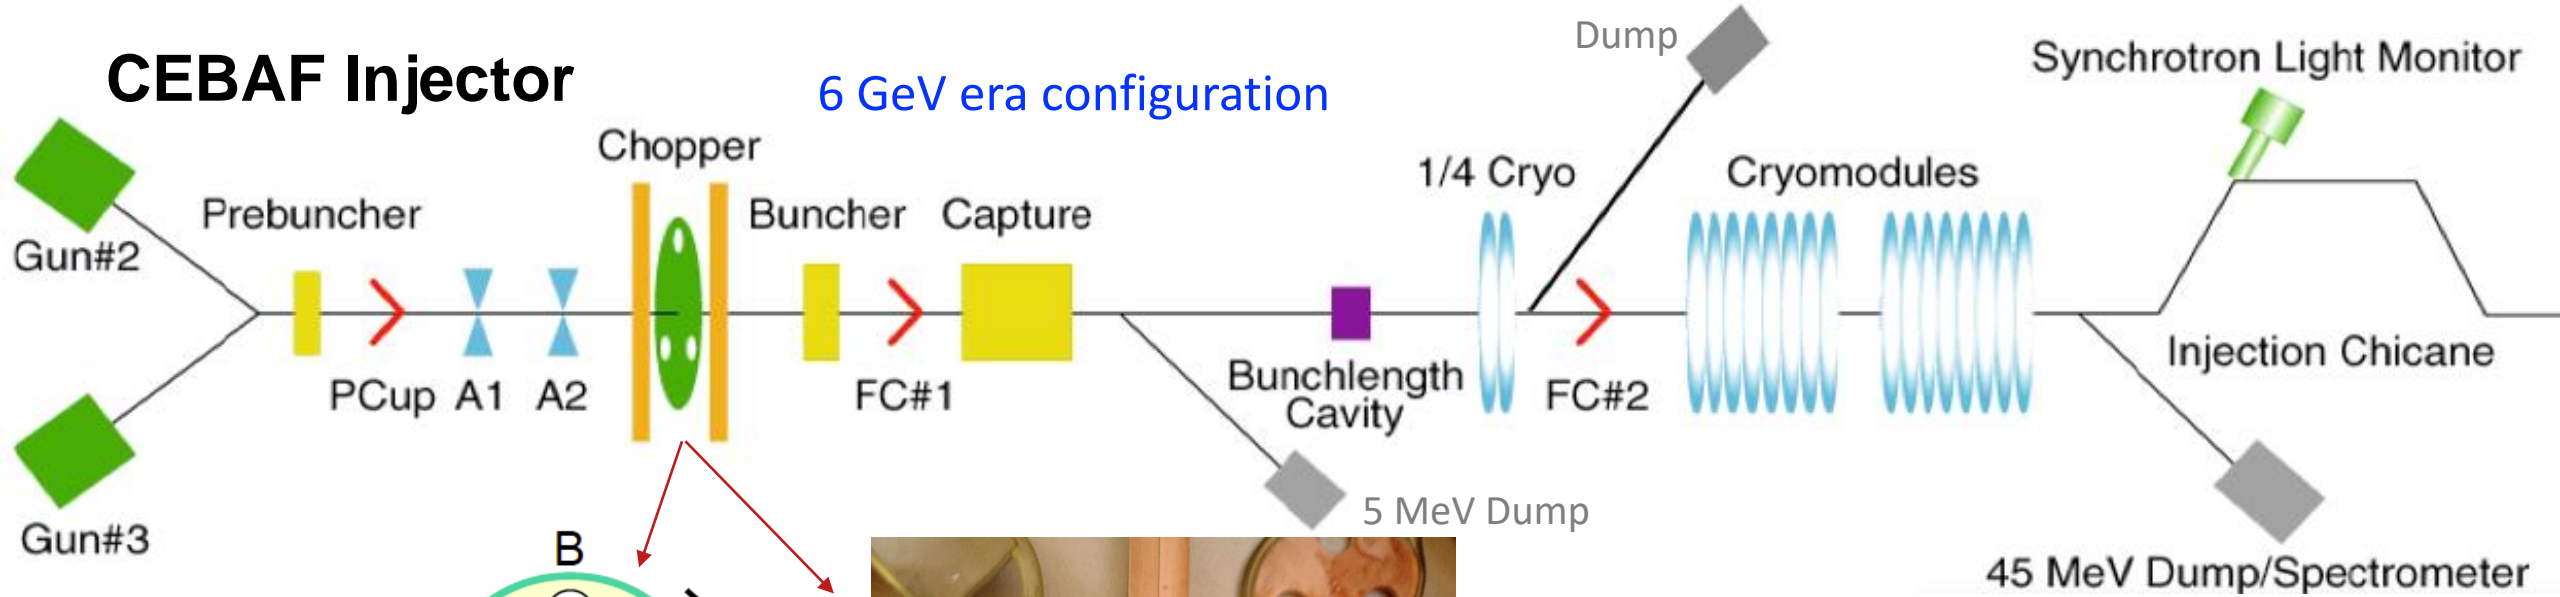 CEBAF Injector
6 GeV era configuration
Dump
Synchrotron Light Monitor
Chopper
1/4 Cryo
Cryomodules
Prebuncher
Buncher
Capture
Gun#2
Injection Chicane
Bunchlength
Cavity
PCup
A1
A2
FC#1
FC#2
5 MeV Dump
Gun#3
B
45 MeV Dump/Spectrometer